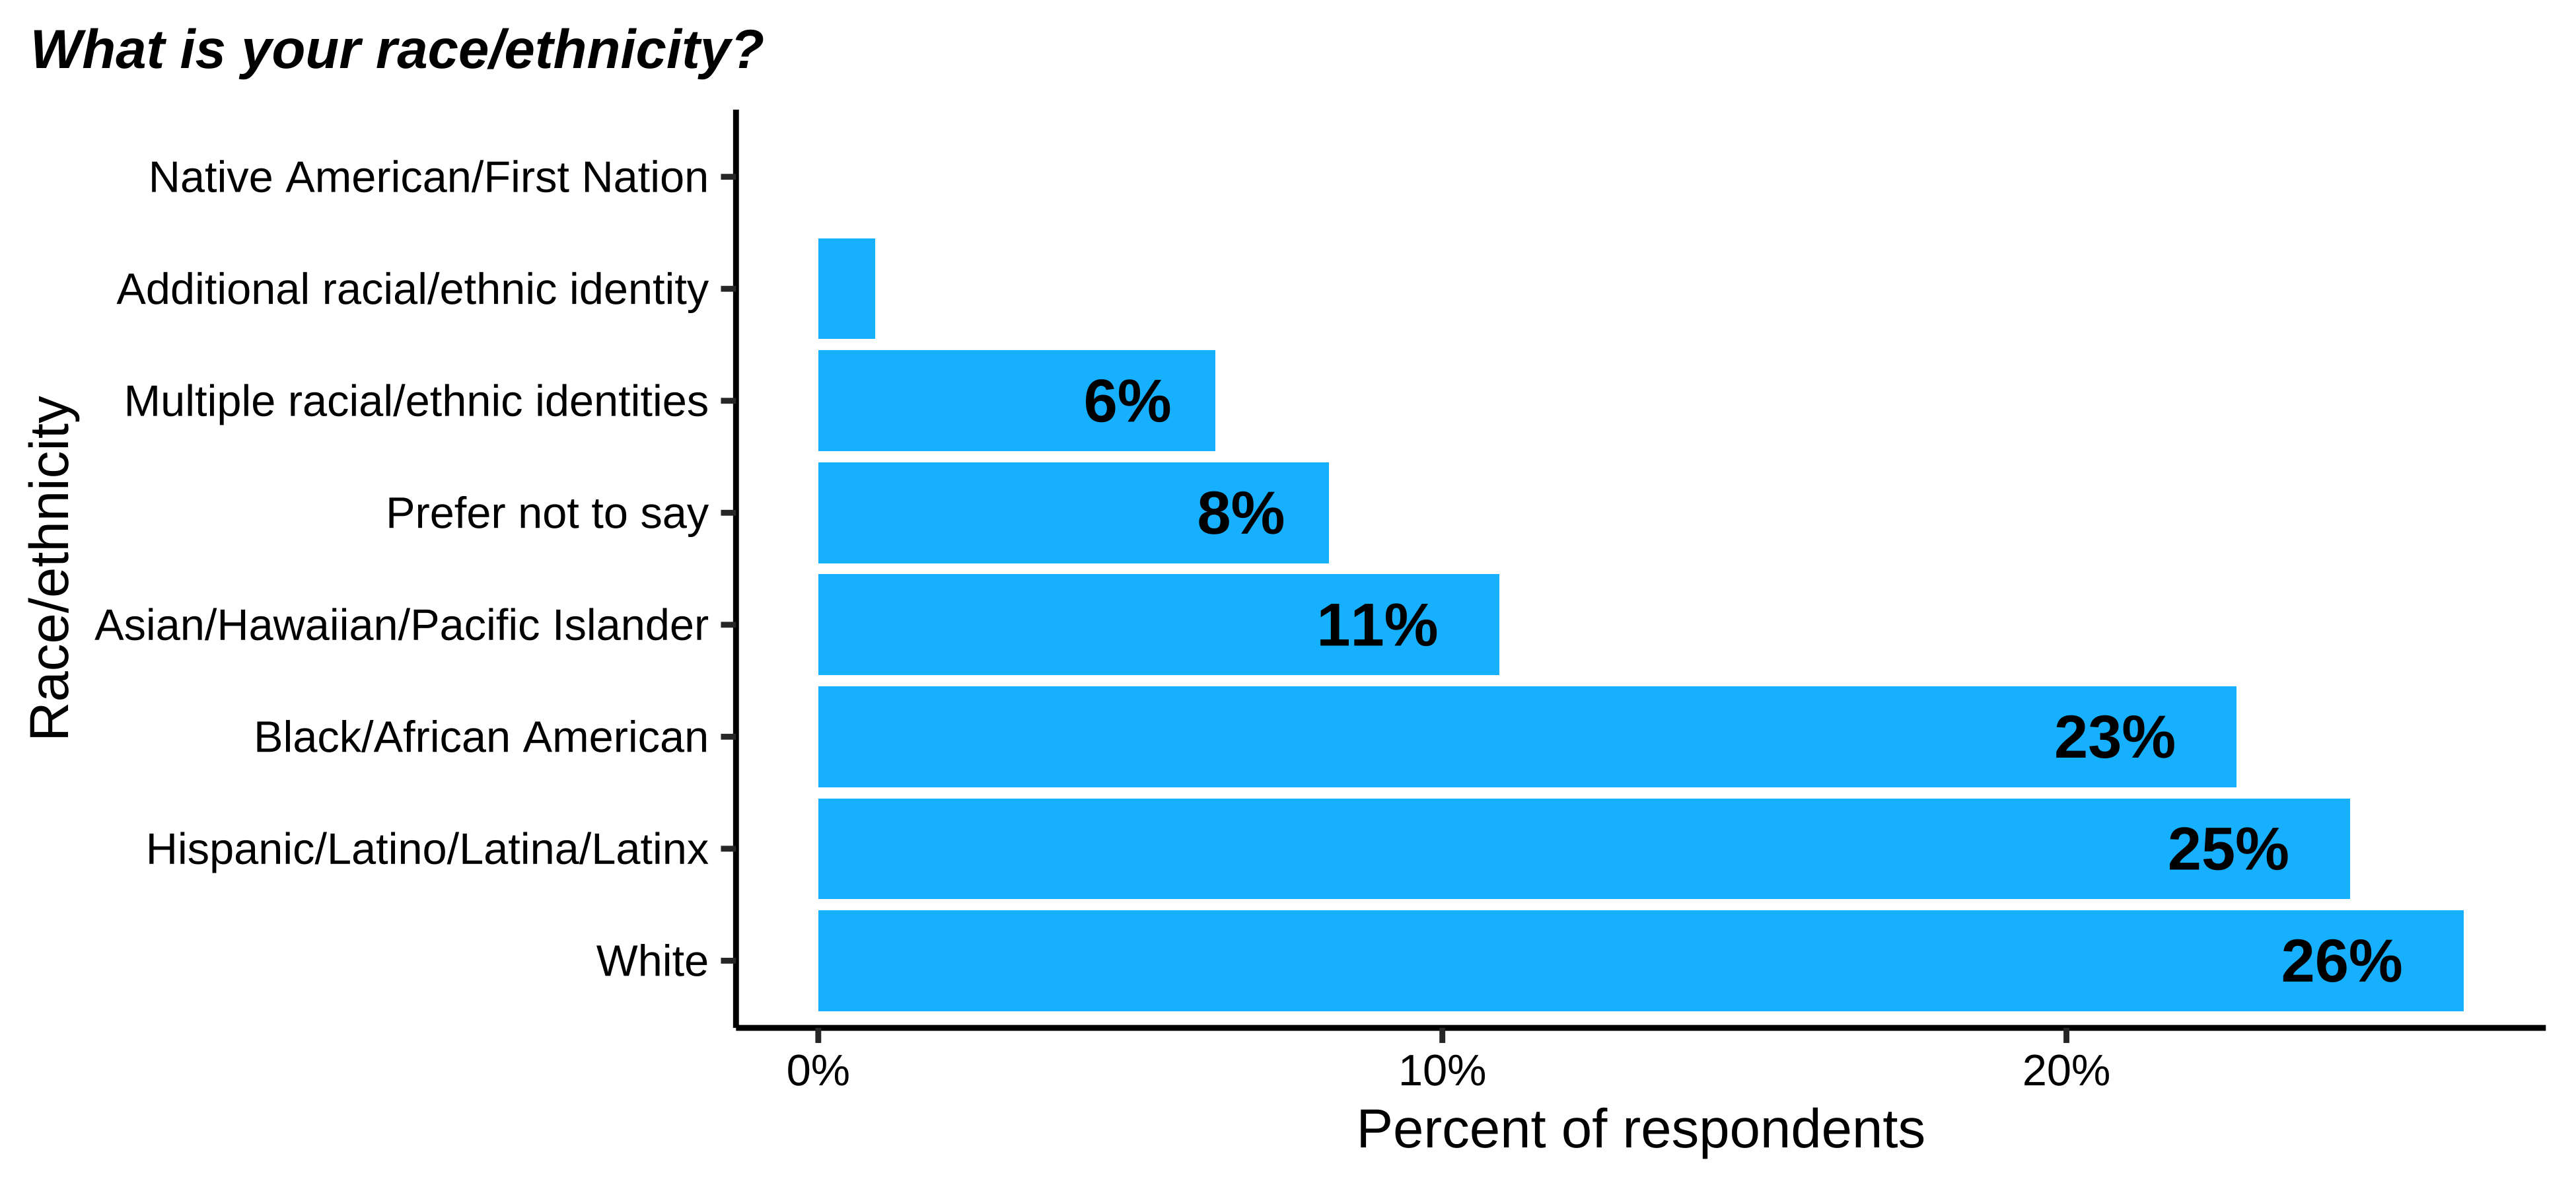 What is your race/ethnicity?
Race/ethnicity
Native American/First Nation
Additional racial/ethnic identity
Multiple racial/ethnic identities 6%
Prefer not to say 8%
Asian/Hawaiian/Pacific Islander 11%
Black/African American 23%
Hispanic/Latino/Latina/Latinx 25%
White 26%
0% 10% 20%
Percent of respondents